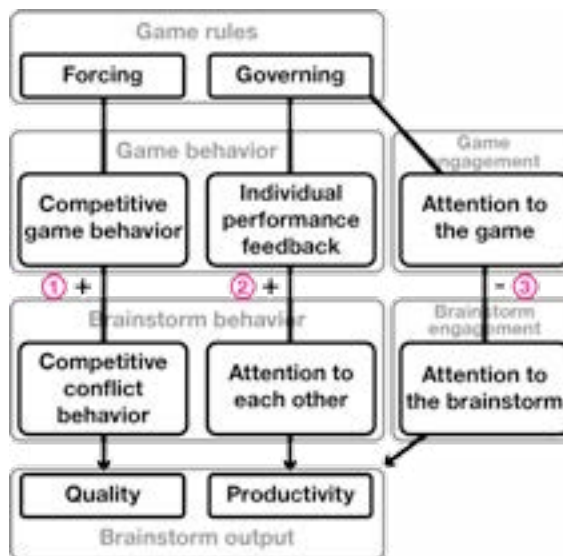 Game rules
Forcing
Governing
Game behavior
Game
engagement
Competitive
game behavior
Individual
performance
feedback
Attention to
the game
1 +
2 +
- 3
Brainstorm behavior
Brainstorm
engagement
Competitive
conflict
behavior
Attention to
each other
Attention to
the brainstorm
Quality
Productivity
Brainstorm output